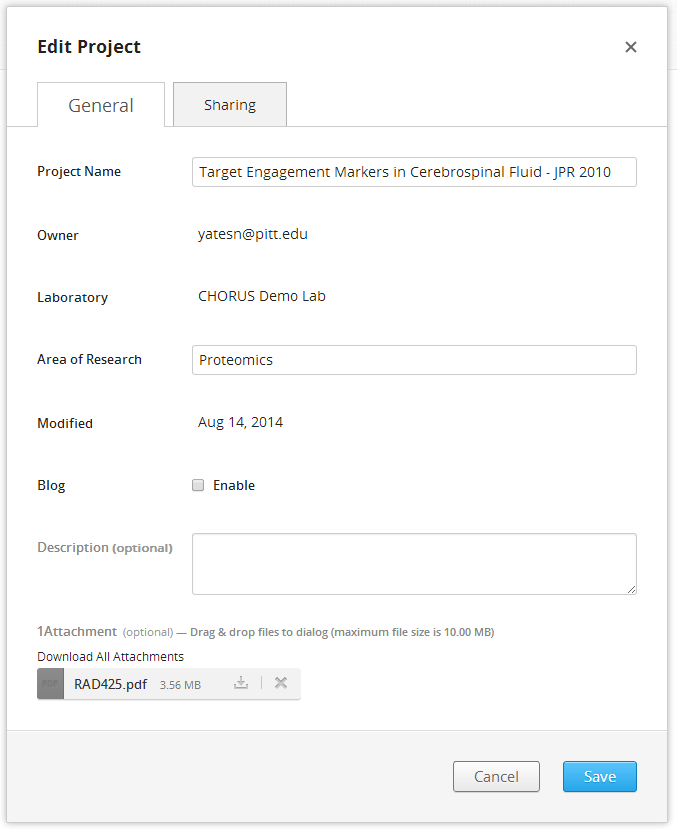 Edit Project
General
Sharing
Project Name
Target Engagement Markers in Cerebrospinal Fluid - JPR 2010
Owner
yatesn@pitt.edu
Laboratory
CHORUS Demo Lab
Area of Research
Proteomics
Modified
Aug 14, 2014
Blog
Enable
Description (optional)
1Attachment (optional) — Drag & drop files to dialog (maximum file size is 10.00 MB)
Download All Attachments
PDF RAD425.pdf 3.56 MB
Cancel
Save